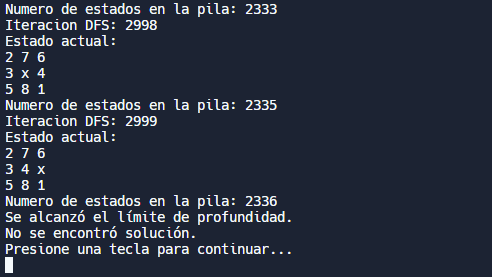 Numero de estados en la pila: 2333
Iteracion DFS: 2998
Estado actual:
2 7 6
3 x 4
5 8 1
Numero de estados en la pila: 2335
Iteracion DFS: 2999
Estado actual:
2 7 6
3 4 x
5 8 1
Numero de estados en la pila: 2336
Se alcanzó el límite de profundidad.
No se encontró solución.
Presione una tecla para continuar...